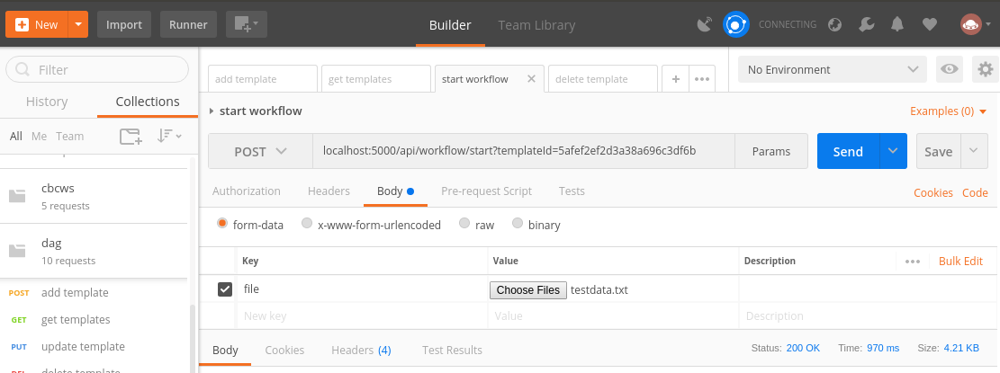 New Import Runner Builder Team Library CONNECTING
Filter
History Collections
All Me Team
cbcws
5 requests
dag
10 requests
POST add template
GET get templates
PUT update template
DEL delete template
add template get templates start workflow delete template + ••• No Environment
start workflow Examples (0)
POST localhost:5000/api/workflow/start?templateId=5afef2ef2d3a38a696c3df6b Params Send Save
Authorization Headers Body Pre-request Script Tests Cookies Code
form-data x-www-form-urlencoded raw binary
Key Value Description ••• Bulk Edit
file Choose Files testdata.txt
New key Value Description
Body Cookies Headers (4) Test Results Status: 200 OK Time: 970 ms Size: 4.21 KB